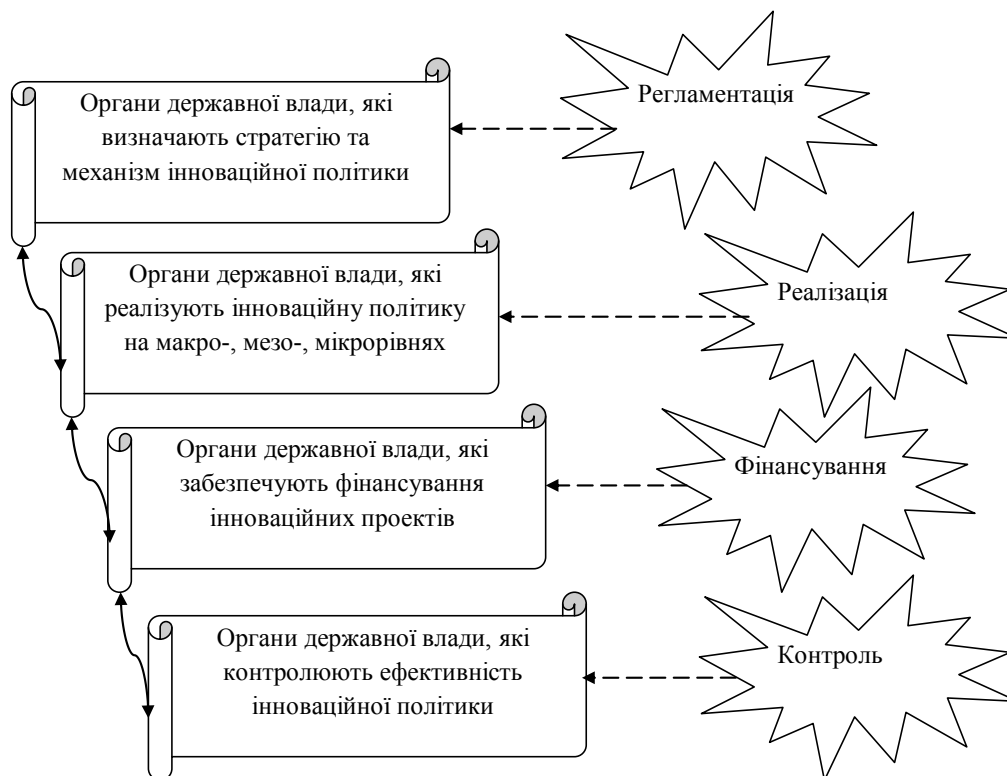 Органи державної влади, які
визначають стратегію та
механізм інноваційної політики
Регламентація
Органи державної влади, які
реалізують інноваційну політику
на макро-, мезо-, мікрорівнях
Реалізація
Органи державної влади, які
забезпечують фінансування
інноваційних проектів
Фінансування
Органи державної влади, які
контролюють ефективність
інноваційної політики
Контроль